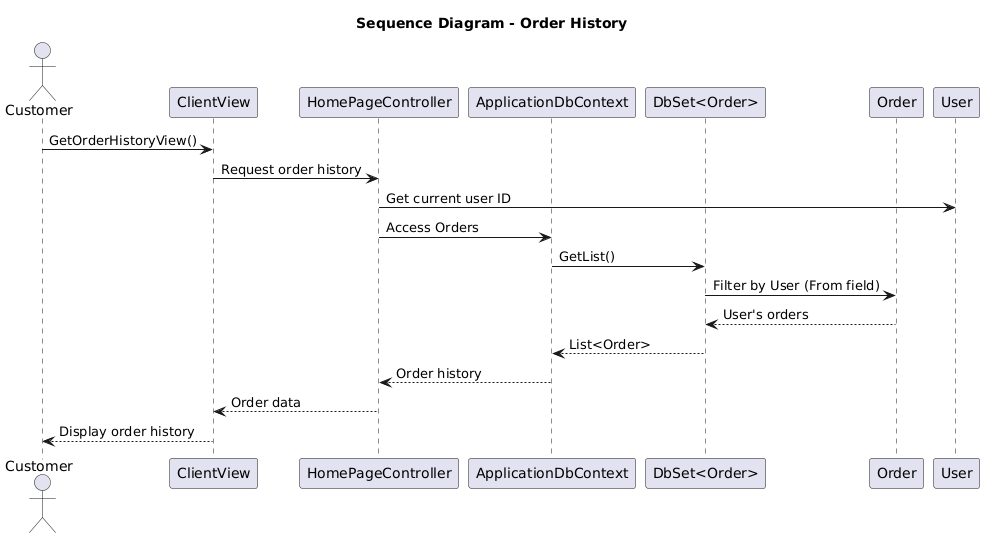 Sequence Diagram - Order History
Customer
ClientView
HomePageController
ApplicationDbContext
DbSet<Order>
Order
User
GetOrderHistoryView()
Request order history
Get current user ID
Access Orders
GetList()
Filter by User (From field)
User's orders
List<Order>
Order history
Order data
Display order history
Customer
ClientView
HomePageController
ApplicationDbContext
DbSet<Order>
Order
User